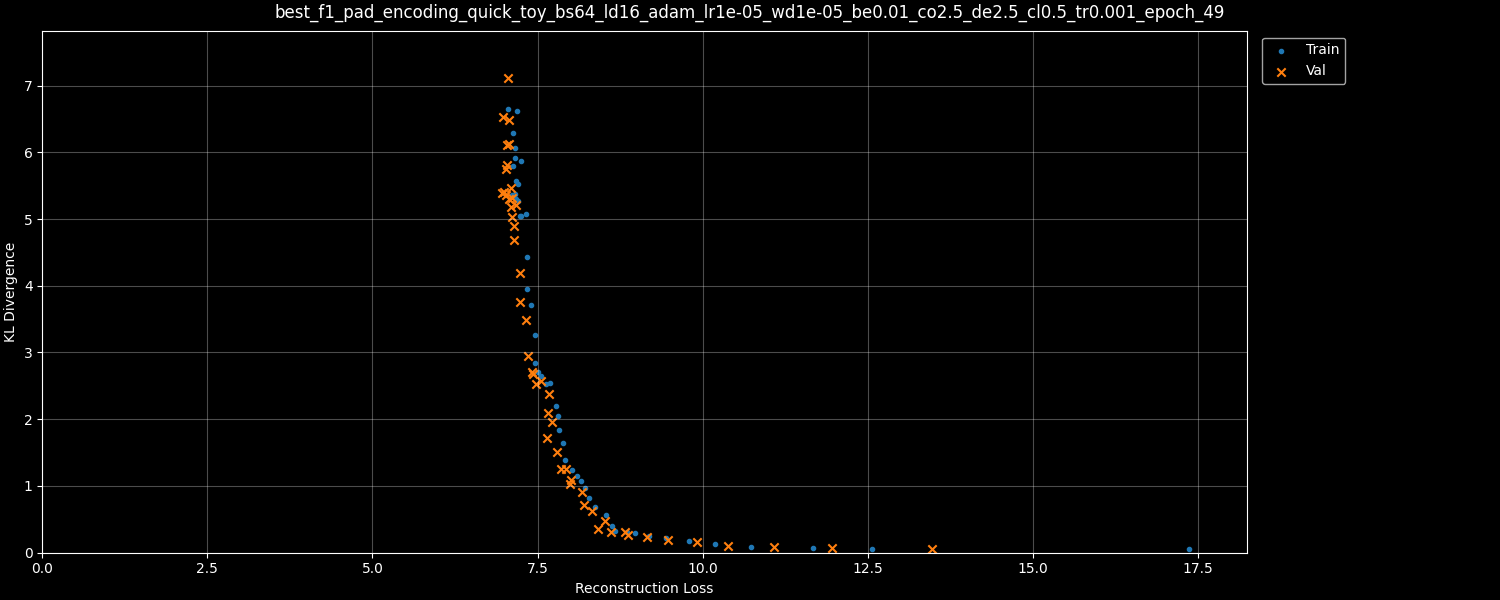 best_f1_pad_encoding_quick_toy_bs64_ld16_adam_lr1e-05_wd1e-05_be0.01_co2.5_de2.5_cl0.5_tr0.001_epoch_49
Train
Val
7
6
5
4
3
2
1
0
KL Divergence
0.0 2.5 5.0 7.5 10.0 12.5 15.0 17.5
Reconstruction Loss